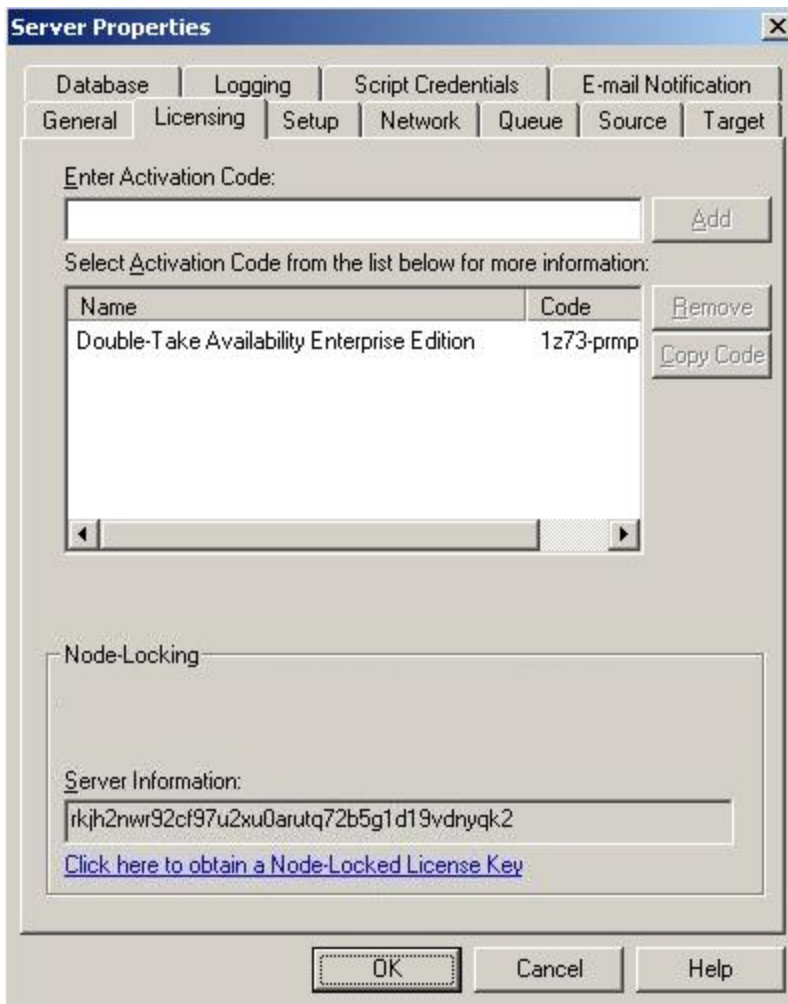 Server Properties
Database Logging Script Credentials E-mail Notification
General Licensing Setup Network Queue Source Target
Enter Activation Code:
Add
Select Activation Code from the list below for more information:
Name Code Remove
Double-Take Availability Enterprise Edition 1z73-prmp Copy Code
Node-Locking
Server Information:
rkjh2nwr92cf97u2xu0arutq72b5g1d19vdnyqk2
Click here to obtain a Node-Locked License Key
OK Cancel Help